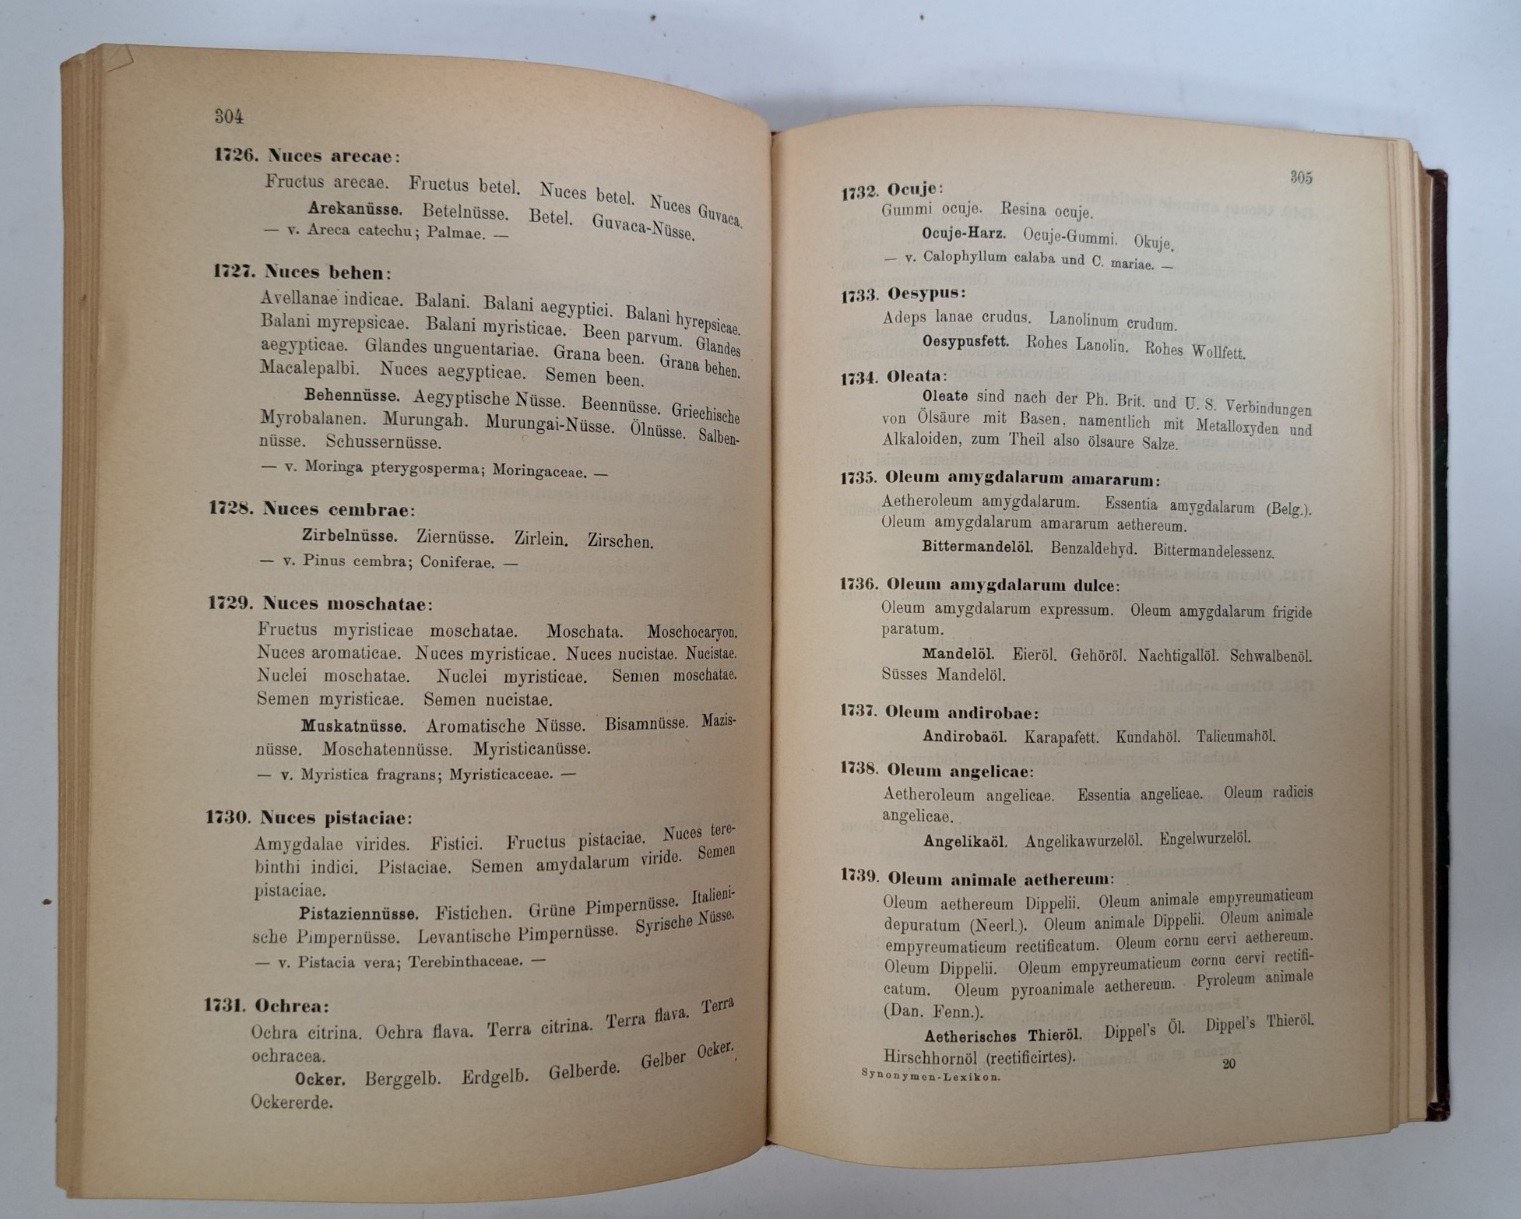 304
1726. Nuces arecae:
Fructus arecae. Fructus betel. Nuces betel. Nuces Guvaca.
Arekanüsse. Betelnüsse. Betel. Guvaca-Nüsse.
— v. Areca catechu; Palmae. —
1727. Nuces behen:
Avellanae indicae. Balani. Balani aegyptici. Balani hyrepsicae.
Balani myrepsicae. Balani myristicae. Been parvum. Glandes
aegypticae. Glandes unguentariae. Grana been. Grana behen.
Macalepalbi. Nuces aegypticae. Semen been.
Behennüsse. Aegyptische Nüsse. Beennüsse. Griechische
Myrobalanen. Murungah. Murungai-Nüsse. Ölnüsse. Salben-
nüsse. Schussernüsse.
— v. Moringa pterygosperma; Moringaceae. —
1728. Nuces cembrae:
Zirbelnüsse. Ziernüsse. Zirlein. Zirschen.
— v. Pinus cembra; Coniferae. —
1729. Nuces moschatae:
Fructus myristicae moschatae. Moschata. Moschocaryon.
Nuces aromaticae. Nuces myristicae. Nuces nucistae. Nucistae.
Nuclei moschatae. Nuclei myristicae. Semen moschatae.
Semen myristicae. Semen nucistae.
Muskatnüsse. Aromatische Nüsse. Bisamnüsse. Mazis-
nüsse. Moschatennüsse. Myristicanüsse.
— v. Myristica fragrans; Myristicaceae. —
1730. Nuces pistaciae:
Amygdalae virides. Fistici. Fructus pistaciae. Nuces tere-
binthi indici. Pistaciae. Semen amydalarum viride. Semen
pistaciae.
Pistaziennüsse. Fistichen. Grüne Pimpernüsse. Italieni-
sche Pimpernüsse. Levantische Pimpernüsse. Syrische Nüsse.
— v. Pistacia vera; Terebinthaceae. —
1731. Ochrea:
Ochra citrina. Ochra flava. Terra citrina. Terra flava. Terra
ochracea.
Ocker. Berggelb. Erdgelb. Gelberde. Gelber Ocker.
Ockererde.
305
1732. Ocuje:
Gummi ocuje. Resina ocuje.
Ocuje-Harz. Ocuje-Gummi. Okuje.
— v. Calophyllum calaba und C. mariae. —
1733. Oesypus:
Adeps lanae crudus. Lanolinum crudum.
Oesypusfett. Rohes Lanolin. Rohes Wollfett.
1734. Oleata:
Oleate sind nach der Ph. Brit. und U. S. Verbindungen
von Ölsäure mit Basen, namentlich mit Metalloxyden und
Alkaloiden, zum Theil also ölsaure Salze.
1735. Oleum amygdalarum amararum:
Aetheroleum amygdalarum. Essentia amygdalarum (Belg.).
Oleum amygdalarum amararum aethereum.
Bittermandelöl. Benzaldehyd. Bittermandelessenz.
1736. Oleum amygdalarum dulce:
Oleum amygdalarum expressum. Oleum amygdalarum frigide
paratum.
Mandelöl. Eieröl. Gehöröl. Nachtigallöl. Schwalbenöl.
Süsses Mandelöl.
1737. Oleum andirobae:
Andirobaöl. Karapafett. Kundahöl. Talicumahöl.
1738. Oleum angelicae:
Aetheroleum angelicae. Essentia angelicae. Oleum radicis
angelicae.
Angelikaöl. Angelikawurzelöl. Engelwurzelöl.
1739. Oleum animale aethereum:
Oleum aethereum Dippelii. Oleum animale empyreumaticum
depuratum (Neerl.). Oleum animale Dippelii. Oleum animale
empyreumaticum rectificatum. Oleum cornu cervi aethereum.
Oleum Dippelii. Oleum empyreumaticum cornu cervi rectifi-
catum. Oleum pyroanimale aethereum. Pyroleum animale
(Dan. Fenn.).
Aetherisches Thieröl. Dippel's Öl. Dippel's Thieröl.
Hirschhornöl (rectificirtes).
Synonymen-Lexikon. 20